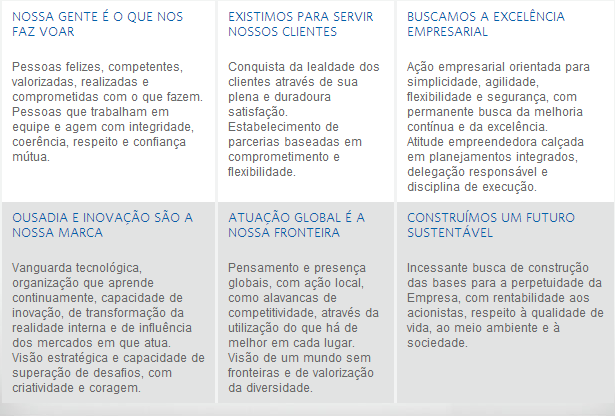 NOSSA GENTE É O QUE NOS
FAZ VOAR
Pessoas felizes, competentes,
valorizadas, realizadas e
comprometidas com o que fazem.
Pessoas que trabalham em
equipe e agem com integridade,
coerência, respeito e confiança
mútua.
EXISTIMOS PARA SERVIR
NOSSOS CLIENTES
Conquista da lealdade dos
clientes através de sua
plena e duradoura
satisfação.
Estabelecimento de
parcerias baseadas em
comprometimento e
flexibilidade.
BUSCAMOS A EXCELÊNCIA
EMPRESARIAL
Ação empresarial orientada para
simplicidade, agilidade,
flexibilidade e segurança, com
permanente busca da melhoria
contínua e da excelência.
Atitude empreendedora calçada
em planejamentos integrados,
delegação responsável e
disciplina de execução.
OUSADIA E INOVAÇÃO SÃO A
NOSSA MARCA
Vanguarda tecnológica,
organização que aprende
continuamente, capacidade de
inovação, de transformação da
realidade interna e de influência
dos mercados em que atua.
Visão estratégica e capacidade de
superação de desafios, com
criatividade e coragem.
ATUAÇÃO GLOBAL É A
NOSSA FRONTEIRA
Pensamento e presença
globais, com ação local,
como alavancas de
competitividade, através da
utilização do que há de
melhor em cada lugar.
Visão de um mundo sem
fronteiras e de valorização
da diversidade.
CONSTRUÍMOS UM FUTURO
SUSTENTÁVEL
Incessante busca de construção
das bases para a perpetuidade da
Empresa, com rentabilidade aos
acionistas, respeito à qualidade de
vida, ao meio ambiente e à
sociedade.